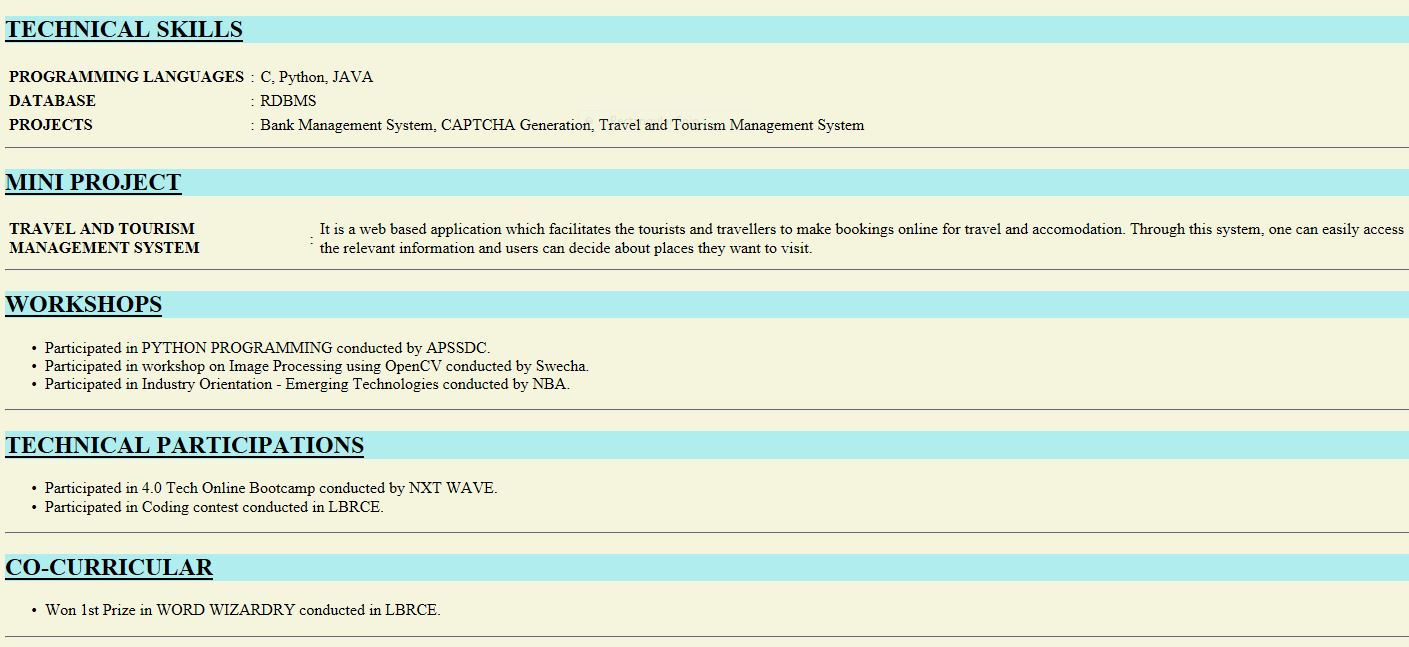 TECHNICAL SKILLS
PROGRAMMING LANGUAGES : C, Python, JAVA
DATABASE : RDBMS
PROJECTS : Bank Management System, CAPTCHA Generation, Travel and Tourism Management System
MINI PROJECT
TRAVEL AND TOURISM
MANAGEMENT SYSTEM
: It is a web based application which facilitates the tourists and travellers to make bookings online for travel and accomodation. Through this system, one can easily access
the relevant information and users can decide about places they want to visit.
WORKSHOPS
• Participated in PYTHON PROGRAMMING conducted by APSSDC.
• Participated in workshop on Image Processing using OpenCV conducted by Swecha.
• Participated in Industry Orientation - Emerging Technologies conducted by NBA.
TECHNICAL PARTICIPATIONS
• Participated in 4.0 Tech Online Bootcamp conducted by NXT WAVE.
• Participated in Coding contest conducted in LBRCE.
CO-CURRICULAR
• Won 1st Prize in WORD WIZARDRY conducted in LBRCE.